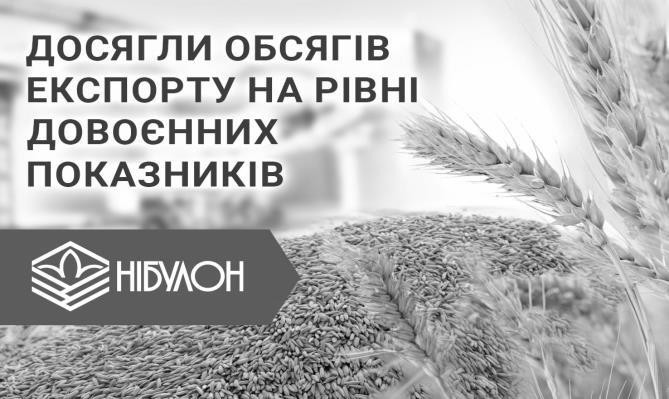 ДОСЯГЛИ ОБСЯГІВ
ЕКСПОРТУ НА РІВНІ
ДОВОЄННИХ
ПОКАЗНИКІВ
НІБУЛОН